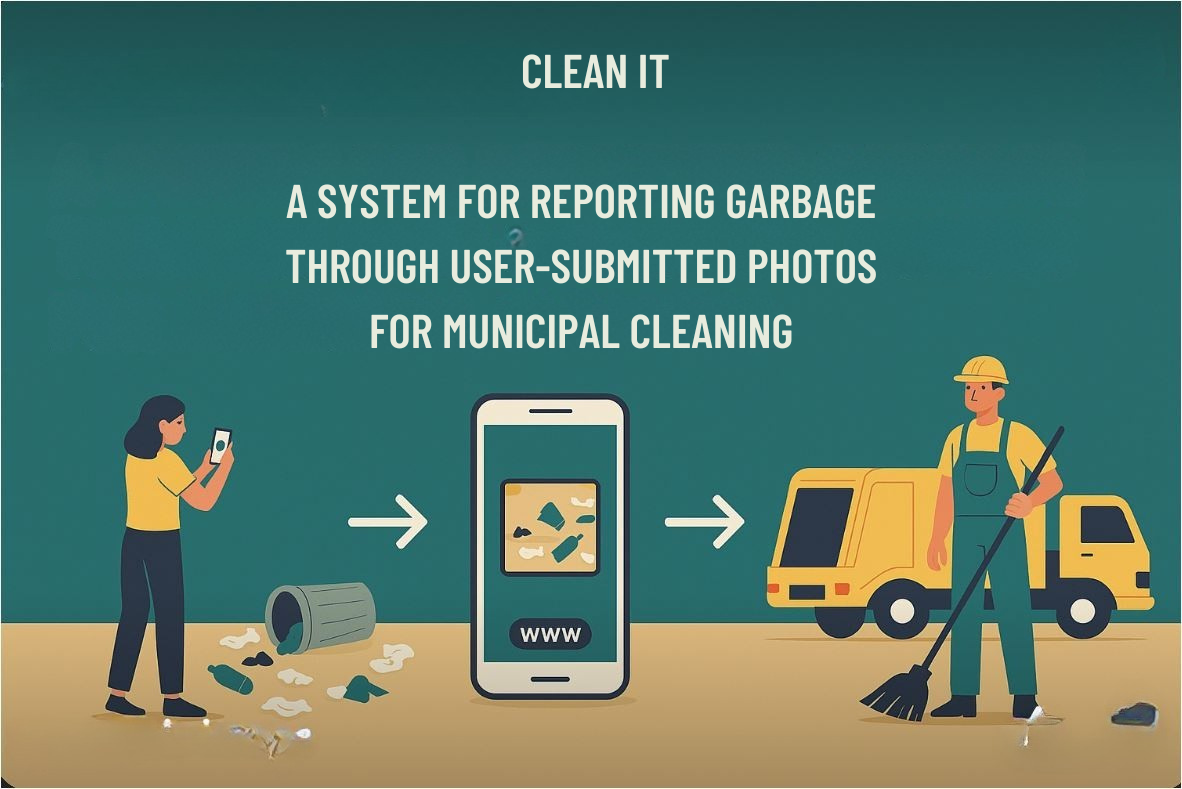 CLEAN IT
A SYSTEM FOR REPORTING GARBAGE
THROUGH USER-SUBMITTED PHOTOS
FOR MUNICIPAL CLEANING
WWW